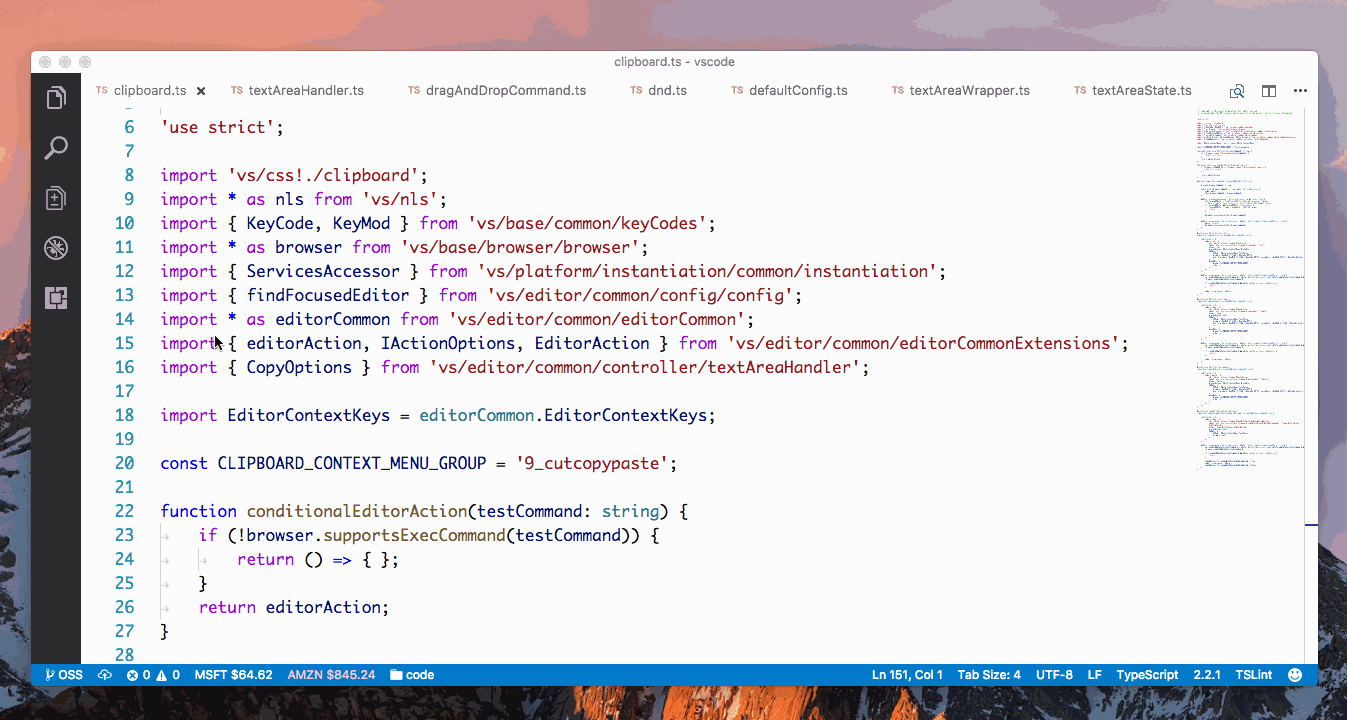 clipboard.ts - vscode
TS clipboard.ts × TS textAreaHandler.ts TS dragAndDropCommand.ts TS dnd.ts TS defaultConfig.ts TS textAreaWrapper.ts TS textAreaState.ts
6 'use strict';
7
8 import 'vs/css!./clipboard';
9 import * as nls from 'vs/nls';
10 import { KeyCode, KeyMod } from 'vs/base/common/keyCodes';
11 import * as browser from 'vs/base/browser/browser';
12 import { ServicesAccessor } from 'vs/platform/instantiation/common/instantiation';
13 import { findFocusedEditor } from 'vs/editor/common/config/config';
14 import * as editorCommon from 'vs/editor/common/editorCommon';
15 import { editorAction, IActionOptions, EditorAction } from 'vs/editor/common/editorCommonExtensions';
16 import { CopyOptions } from 'vs/editor/common/controller/textAreaHandler';
17
18 import EditorContextKeys = editorCommon.EditorContextKeys;
19
20 const CLIPBOARD_CONTEXT_MENU_GROUP = '9_cutcopypaste';
21
22 function conditionalEditorAction(testCommand: string) {
23 if (!browser.supportsExecCommand(testCommand)) {
24 return () => { };
25 }
26 return editorAction;
27 }
28
OSS 0 0 MSFT $64.62 AMZN $845.24 code Ln 151, Col 1 Tab Size: 4 UTF-8 LF TypeScript 2.2.1 TSLint